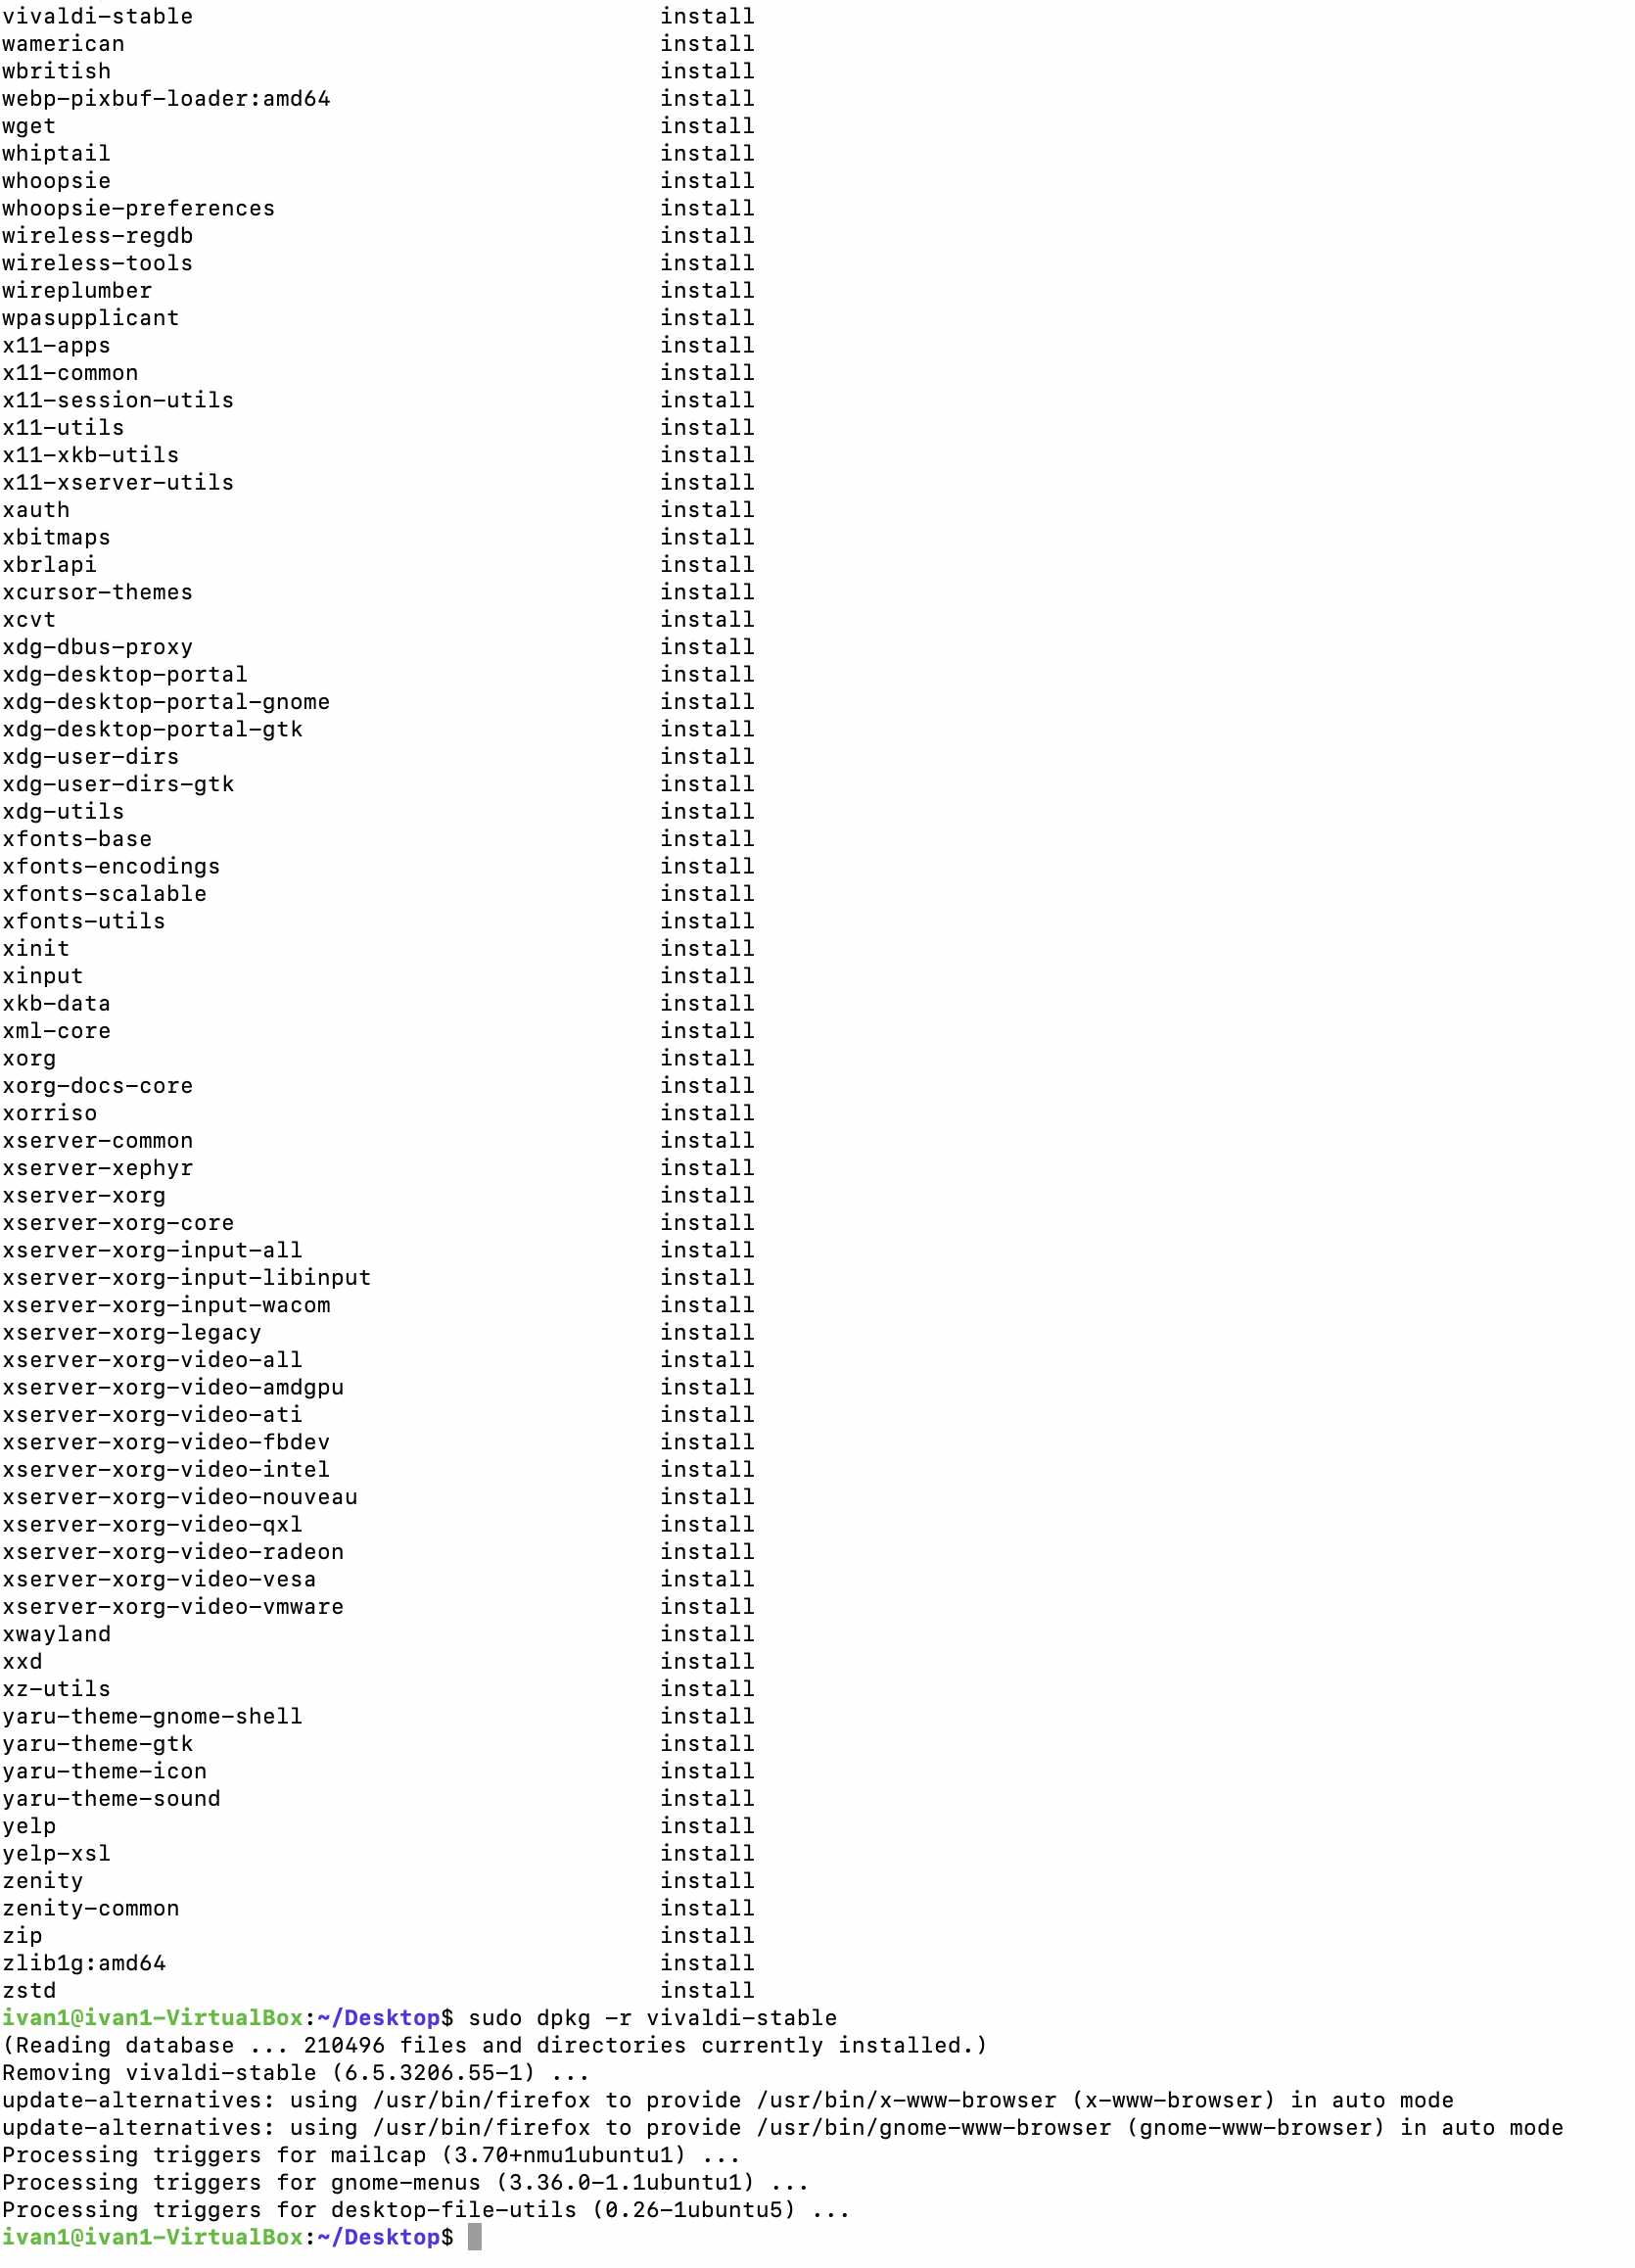 vivaldi-stable install
wamerican install
wbritish install
webp-pixbuf-loader:amd64 install
wget install
whiptail install
whoopsie install
whoopsie-preferences install
wireless-regdb install
wireless-tools install
wireplumber install
wpasupplicant install
x11-apps install
x11-common install
x11-session-utils install
x11-utils install
x11-xkb-utils install
x11-xserver-utils install
xauth install
xbitmaps install
xbrlapi install
xcursor-themes install
xcvt install
xdg-dbus-proxy install
xdg-desktop-portal install
xdg-desktop-portal-gnome install
xdg-desktop-portal-gtk install
xdg-user-dirs install
xdg-user-dirs-gtk install
xdg-utils install
xfonts-base install
xfonts-encodings install
xfonts-scalable install
xfonts-utils install
xinit install
xinput install
xkb-data install
xml-core install
xorg install
xorg-docs-core install
xorriso install
xserver-common install
xserver-xephyr install
xserver-xorg install
xserver-xorg-core install
xserver-xorg-input-all install
xserver-xorg-input-libinput install
xserver-xorg-input-wacom install
xserver-xorg-legacy install
xserver-xorg-video-all install
xserver-xorg-video-amdgpu install
xserver-xorg-video-ati install
xserver-xorg-video-fbdev install
xserver-xorg-video-intel install
xserver-xorg-video-nouveau install
xserver-xorg-video-qxl install
xserver-xorg-video-radeon install
xserver-xorg-video-vesa install
xserver-xorg-video-vmware install
xwayland install
xxd install
xz-utils install
yaru-theme-gnome-shell install
yaru-theme-gtk install
yaru-theme-icon install
yaru-theme-sound install
yelp install
yelp-xsl install
zenity install
zenity-common install
zip install
zlib1g:amd64 install
zstd install
ivan1@ivan1-VirtualBox:~/Desktop$ sudo dpkg -r vivaldi-stable
(Reading database ... 210496 files and directories currently installed.)
Removing vivaldi-stable (6.5.3206.55-1) ...
update-alternatives: using /usr/bin/firefox to provide /usr/bin/x-www-browser (x-www-browser) in auto mode
update-alternatives: using /usr/bin/firefox to provide /usr/bin/gnome-www-browser (gnome-www-browser) in auto mode
Processing triggers for mailcap (3.70+nmu1ubuntu1) ...
Processing triggers for gnome-menus (3.36.0-1.1ubuntu1) ...
Processing triggers for desktop-file-utils (0.26-1ubuntu5) ...
ivan1@ivan1-VirtualBox:~/Desktop$